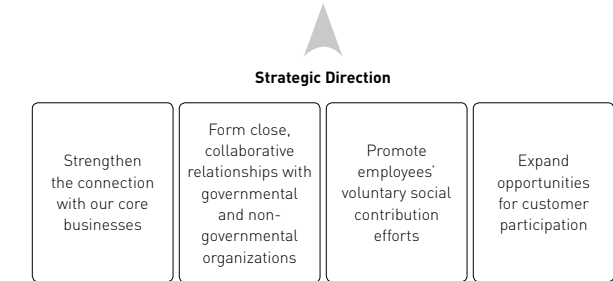 Strategic Direction
Strengthen
the connection
with our core
businesses
Form close,
collaborative
relationships with
governmental
and non-
governmental
organizations
Promote
employees’
voluntary social
contribution
efforts
Expand
opportunities
for customer
participation